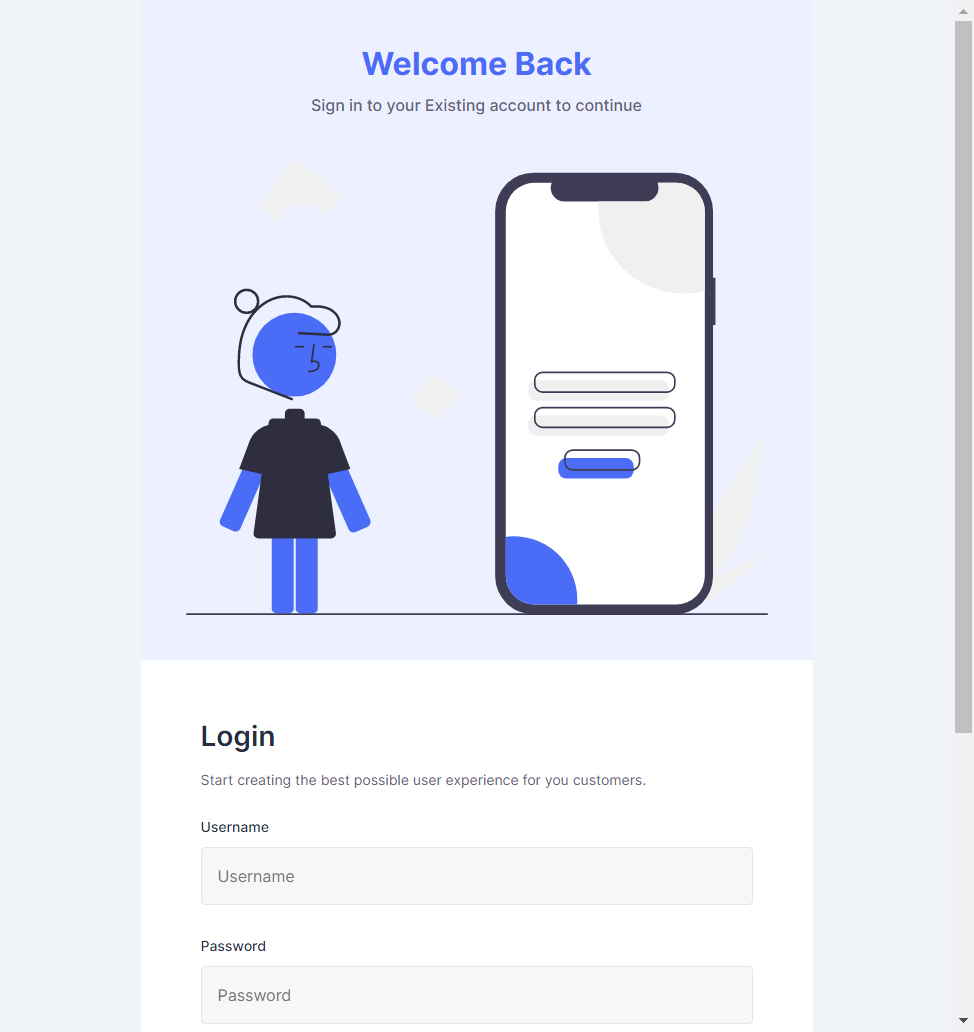 Welcome Back
Sign in to your Existing account to continue
Login
Start creating the best possible user experience for you customers.
Username
Username
Password
Password